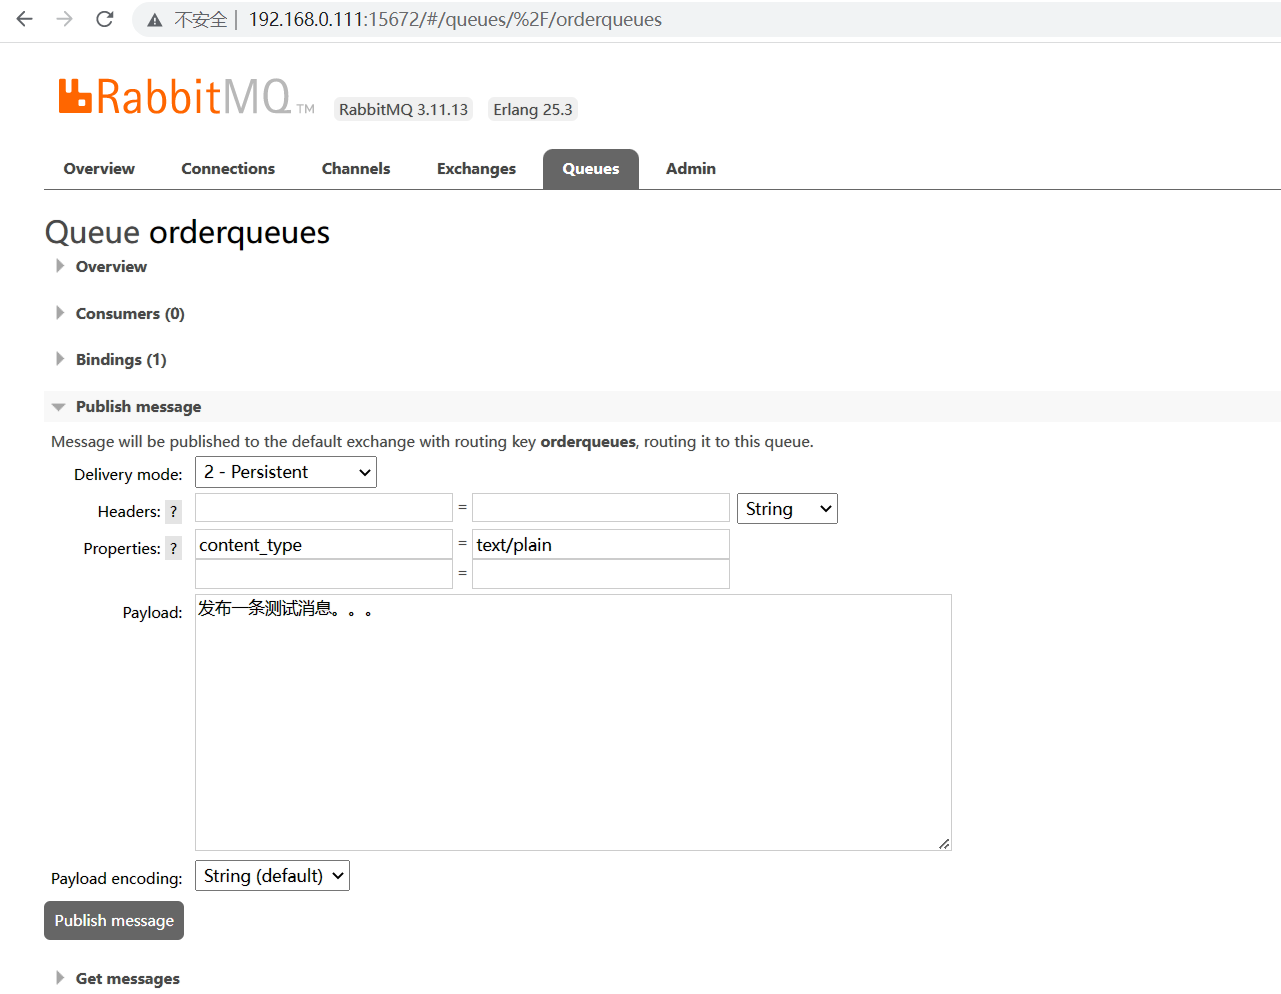 不安全 192.168.0.111:15672/#/queues/%2F/orderqueues
RabbitMQ TM RabbitMQ 3.11.13 Erlang 25.3
Overview Connections Channels Exchanges Queues Admin
Queue orderqueues
Overview
Consumers (0)
Bindings (1)
Publish message
Message will be published to the default exchange with routing key orderqueues, routing it to this queue.
Delivery mode: 2 - Persistent
Headers: ? = String
Properties: ? content_type = text/plain
=
Payload: 发布一条测试消息。。。
Payload encoding: String (default)
Publish message
Get messages